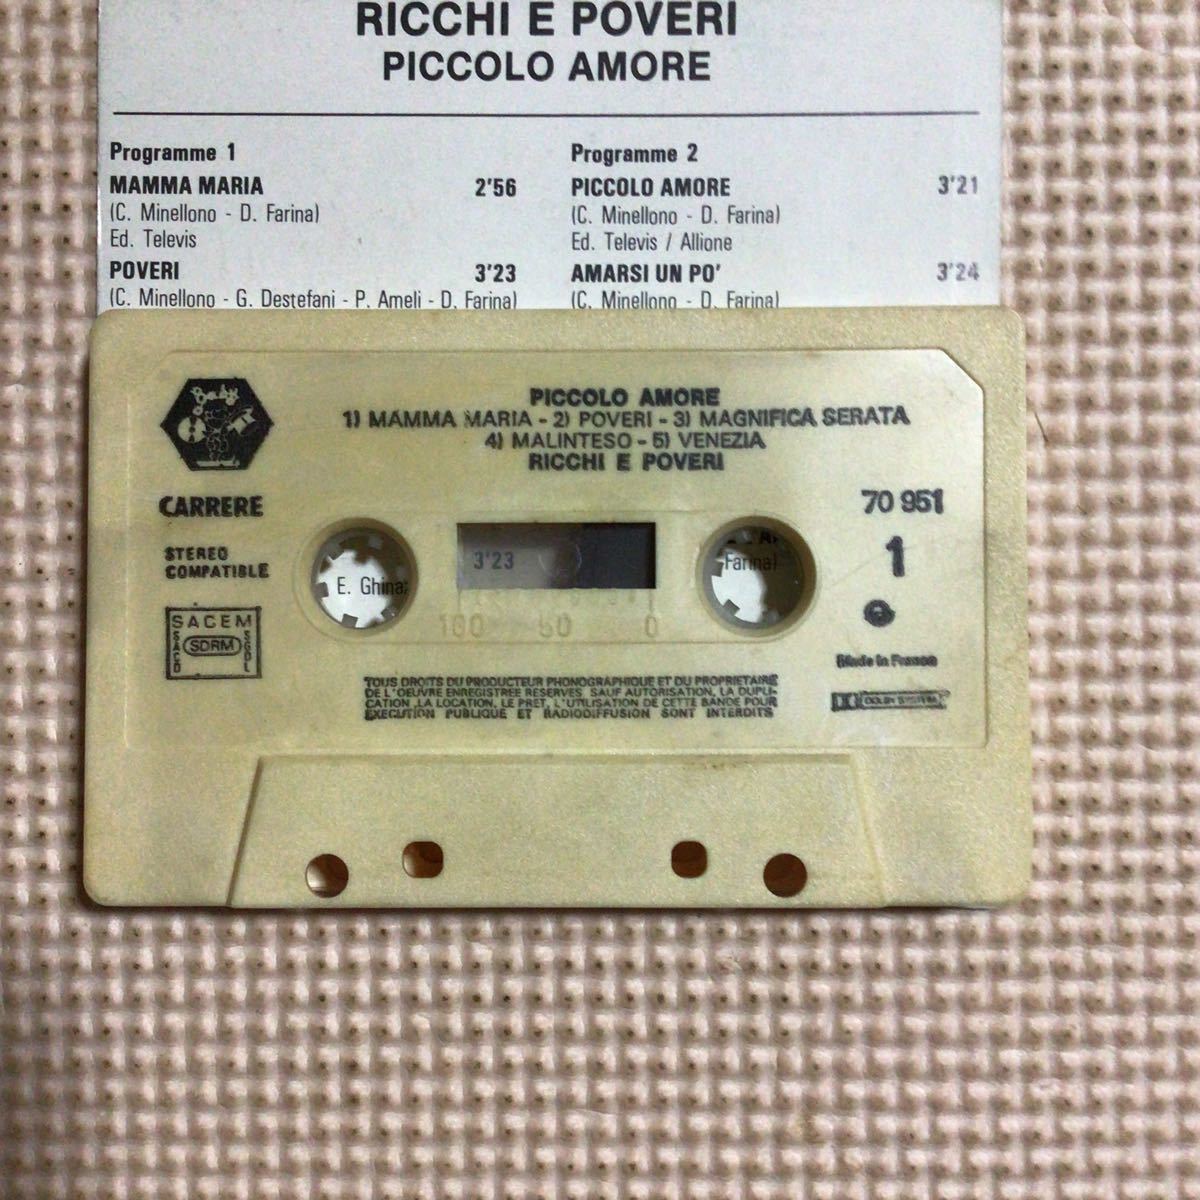 RICCHI E POVERI
PICCOLO AMORE
Programme 1
MAMMA MARIA 2'56
(C. Minellono - D. Farina)
Ed. Televis
POVERI 3'23
(C. Minellono - G. Destefani - P. Ameli - D. Farina)
Programme 2
PICCOLO AMORE 3'21
(C. Minellono - D. Farina)
Ed. Televis / Allione
AMARSI UN PO' 3'24
(C. Minellono - D. Farina)
PICCOLO AMORE
1) MAMMA MARIA - 2) POVERI - 3) MAGNIFICA SERATA
4) MALINTESO - 5) VENEZIA
RICCHI E POVERI
CARRERE
STEREO
COMPATIBLE
SACEM
SACD
SDRM
SGDL
70 951
1
3'23
E. Ghina
Farina)
100 50 0
Made in France
DOLBY SYSTEM
TOUS DROITS DU PRODUCTEUR PHONOGRAPHIQUE ET DU PROPRIETAIRE
DE L'OEUVRE ENREGISTREE RESERVES SAUF AUTORISATION, LA DUPLI-
CATION ,LA LOCATION, LE PRET, L'UTILISATION DE CETTE BANDE POUR
EXECUTION PUBLIQUE ET RADIODIFFUSION SONT INTERDITS